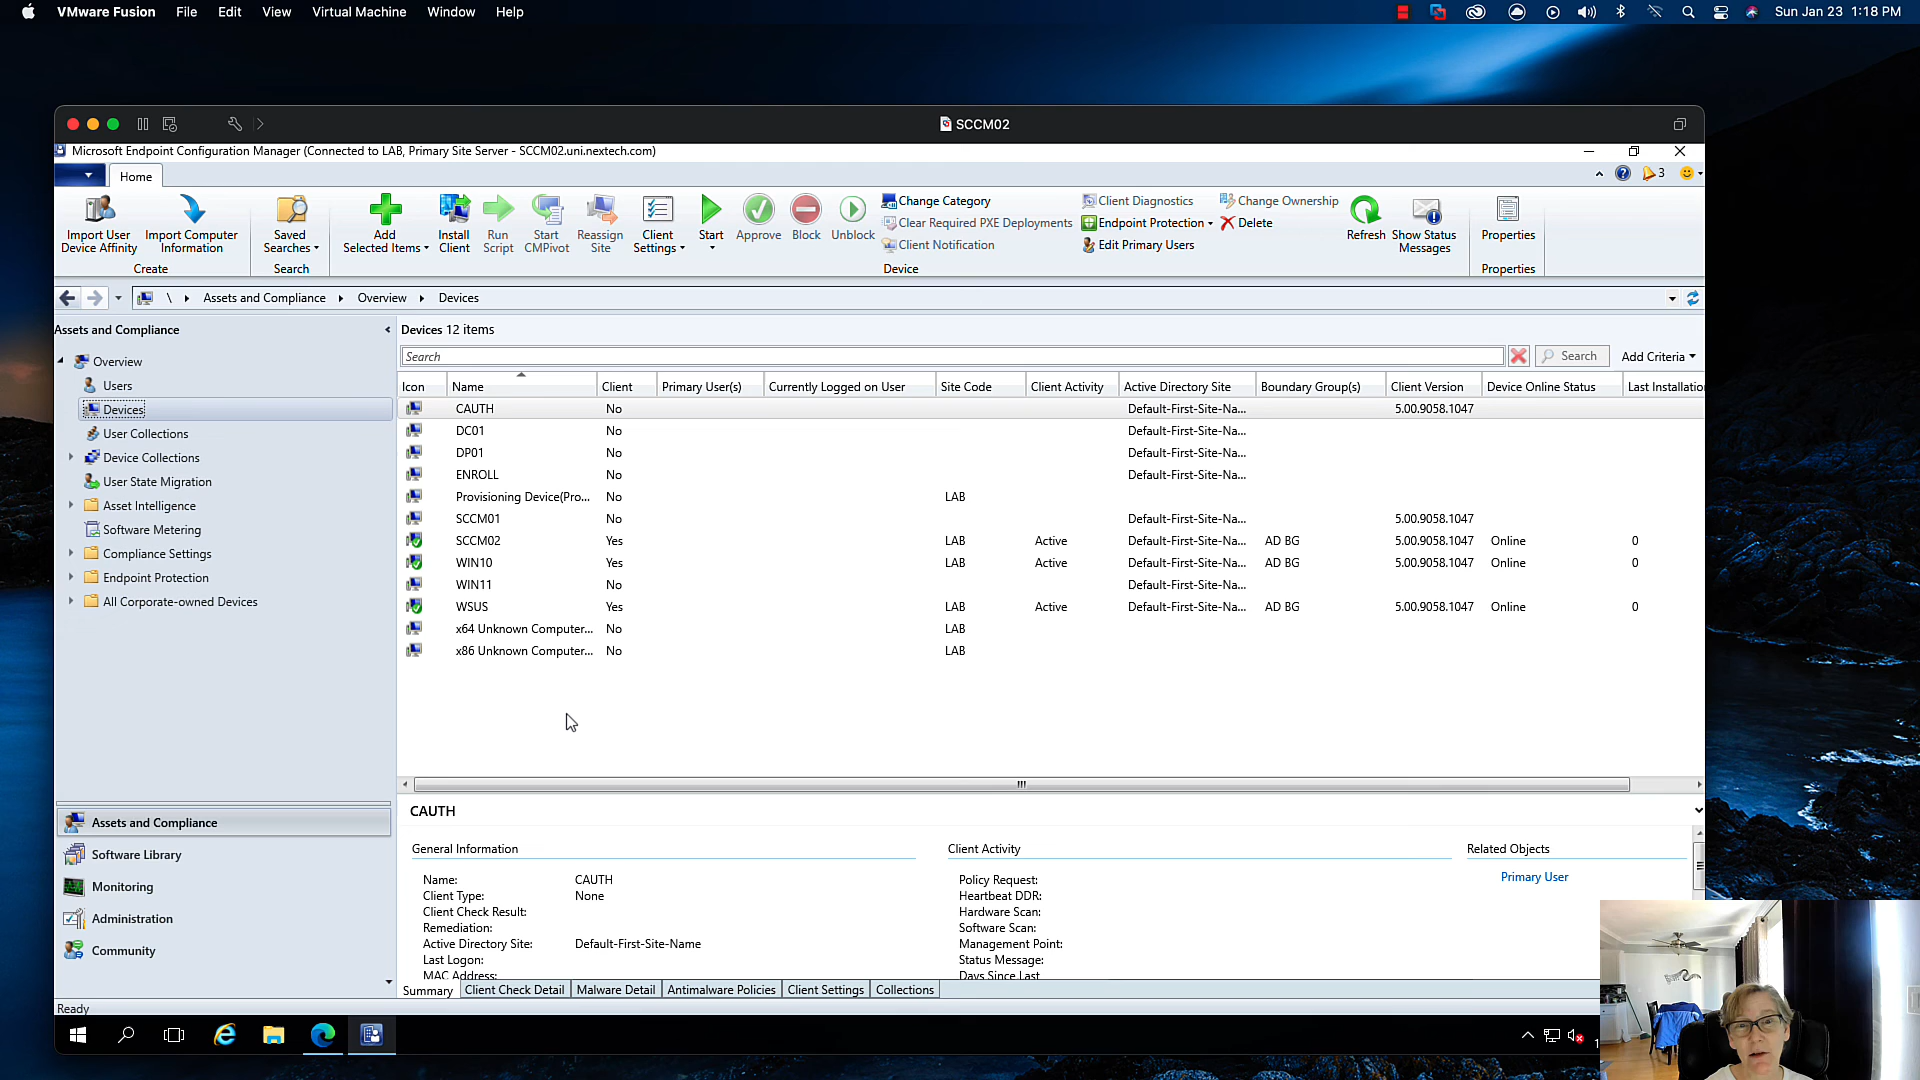 VMware Fusion File Edit View Virtual Machine Window Help Sun Jan 23 1:18 PM
SCCM02
Microsoft Endpoint Configuration Manager (Connected to LAB, Primary Site Server - SCCM02.uni.nextech.com)
Home 3
Import User Device Affinity
Import Computer Information
Create
Saved Searches
Search
Add Selected Items
Install Client
Run Script
Start CMPivot
Reassign Site
Client Settings
Start
Approve
Block
Unblock
Change Category
Clear Required PXE Deployments
Client Notification
Client Diagnostics
Endpoint Protection
Edit Primary Users
Change Ownership
Delete
Device
Refresh
Show Status Messages
Properties
Properties
\ Assets and Compliance Overview Devices
Assets and Compliance
Overview
Users
Devices
User Collections
Device Collections
User State Migration
Asset Intelligence
Software Metering
Compliance Settings
Endpoint Protection
All Corporate-owned Devices
Assets and Compliance
Software Library
Monitoring
Administration
Community
Devices 12 items
Search Search Add Criteria
Icon Name Client Primary User(s) Currently Logged on User Site Code Client Activity Active Directory Site Boundary Group(s) Client Version Device Online Status Last Installatio
CAUTH No Default-First-Site-Na... 5.00.9058.1047
DC01 No Default-First-Site-Na...
DP01 No Default-First-Site-Na...
ENROLL No Default-First-Site-Na...
Provisioning Device(Pro... No LAB
SCCM01 No Default-First-Site-Na... 5.00.9058.1047
SCCM02 Yes LAB Active Default-First-Site-Na... AD BG 5.00.9058.1047 Online 0
WIN10 Yes LAB Active Default-First-Site-Na... AD BG 5.00.9058.1047 Online 0
WIN11 No Default-First-Site-Na...
WSUS Yes LAB Active Default-First-Site-Na... AD BG 5.00.9058.1047 Online 0
x64 Unknown Computer... No LAB
x86 Unknown Computer... No LAB
CAUTH
General Information
Name: CAUTH
Client Type: None
Client Check Result:
Remediation:
Active Directory Site: Default-First-Site-Name
Last Logon:
MAC Address:
Client Activity
Policy Request:
Heartbeat DDR:
Hardware Scan:
Software Scan:
Management Point:
Status Message:
Days Since Last
Related Objects
Primary User
Summary Client Check Detail Malware Detail Antimalware Policies Client Settings Collections
Ready